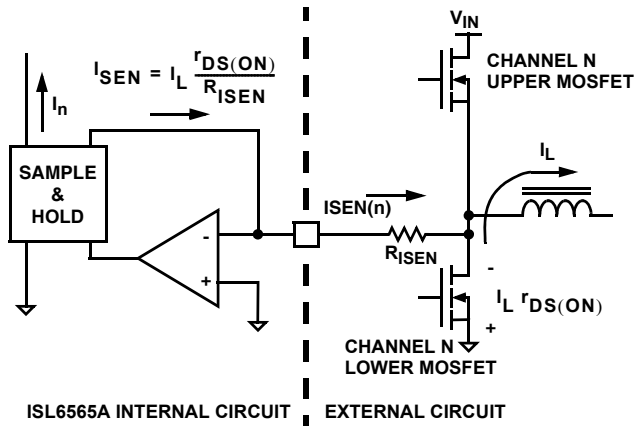 V_IN
CHANNEL N
UPPER MOSFET
I_SEN = I_L r_DS(ON) / R_ISEN
I_n
SAMPLE
&
HOLD
I_L
ISEN(n)
R_ISEN
-
+
-
I_L r_DS(ON)
+
CHANNEL N
LOWER MOSFET
ISL6565A INTERNAL CIRCUIT
EXTERNAL CIRCUIT